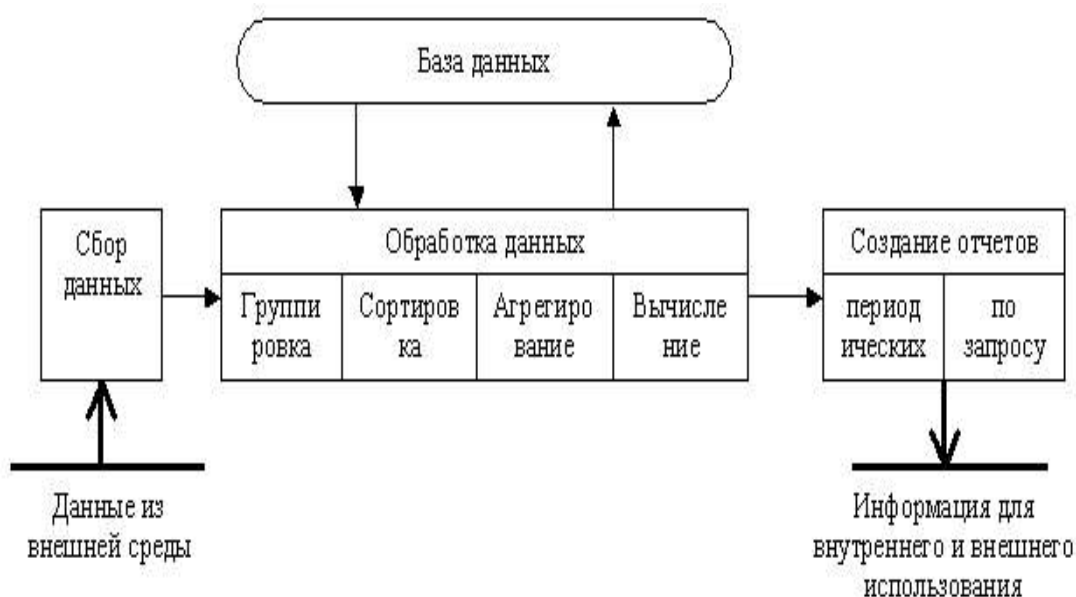 База данных
Сбор
данных
Обработка данных
Группи
ровка
Сортиров
ка
Агрегиро
вание
Вычисле
ние
Создание отчетов
период
ических
по
запросу
Данные из
внешней среды
Информация для
внутреннего и внешнего
использования